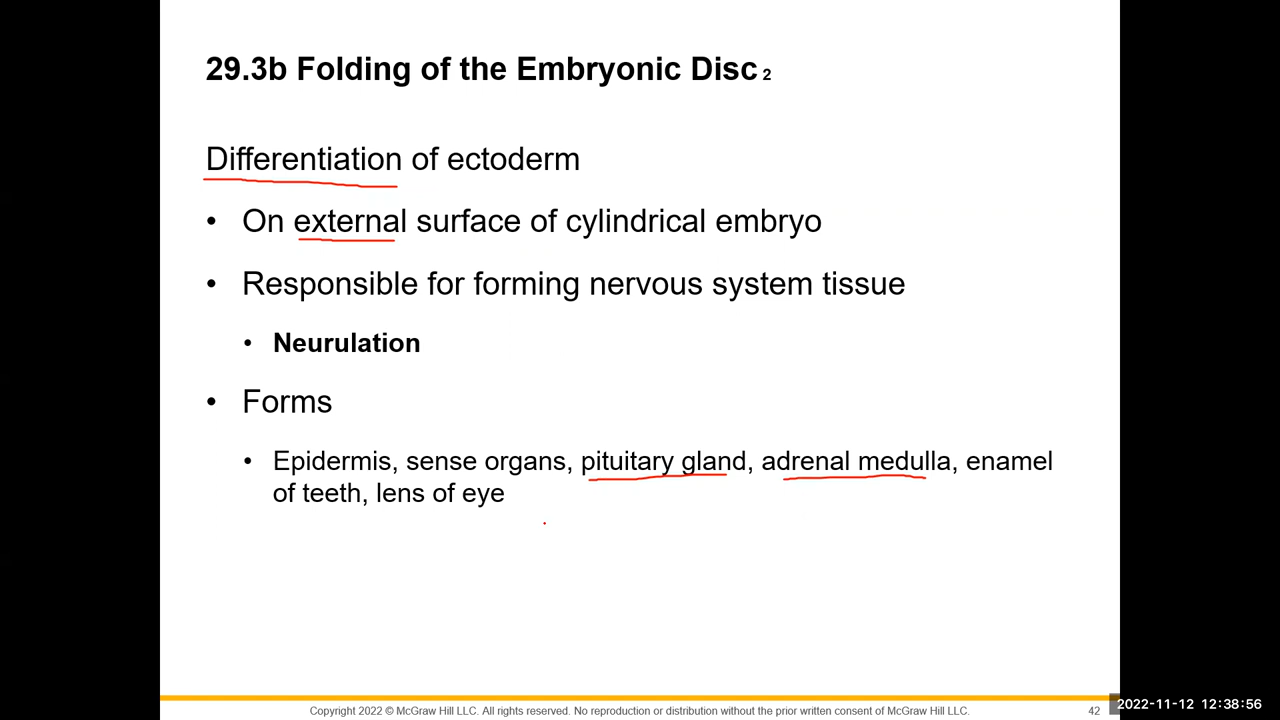 29.3b Folding of the Embryonic Disc 2
Differentiation of ectoderm
• On external surface of cylindrical embryo
• Responsible for forming nervous system tissue
• Neurulation
• Forms
• Epidermis, sense organs, pituitary gland, adrenal medulla, enamel
of teeth, lens of eye
Copyright 2022 © McGraw Hill LLC. All rights reserved. No reproduction or distribution without the prior written consent of McGraw Hill LLC.
42
2022-11-12 12:38:56